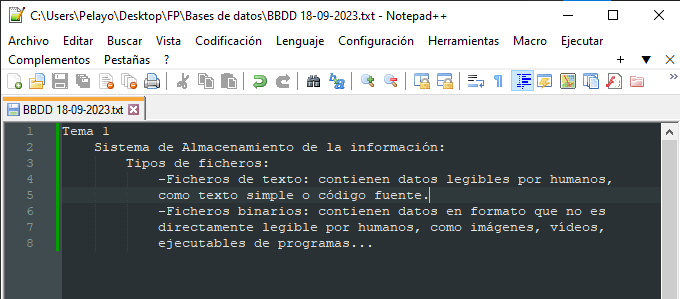 C:\Users\Pelayo\Desktop\FP\Bases de datos\BBDD 18-09-2023.txt - Notepad++
Archivo Editar Buscar Vista Codificación Lenguaje Configuración Herramientas Macro Ejecutar
Complementos Pestañas ? + ▼ X
BBDD 18-09-2023.txt
1 Tema 1
2 Sistema de Almacenamiento de la información:
3 Tipos de ficheros:
4 -Ficheros de texto: contienen datos legibles por humanos,
5 como texto simple o código fuente.
6 -Ficheros binarios: contienen datos en formato que no es
7 directamente legible por humanos, como imágenes, vídeos,
8 ejecutables de programas...